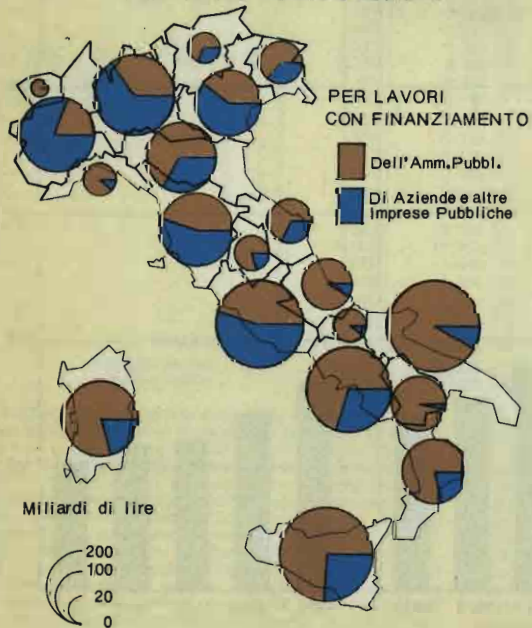 PER LAVORI
CON FINANZIAMENTO
Dell'Amm.Pubbl.
Di Aziende e altre
Imprese Pubbliche
Miliardi di lire
200
100
20
0